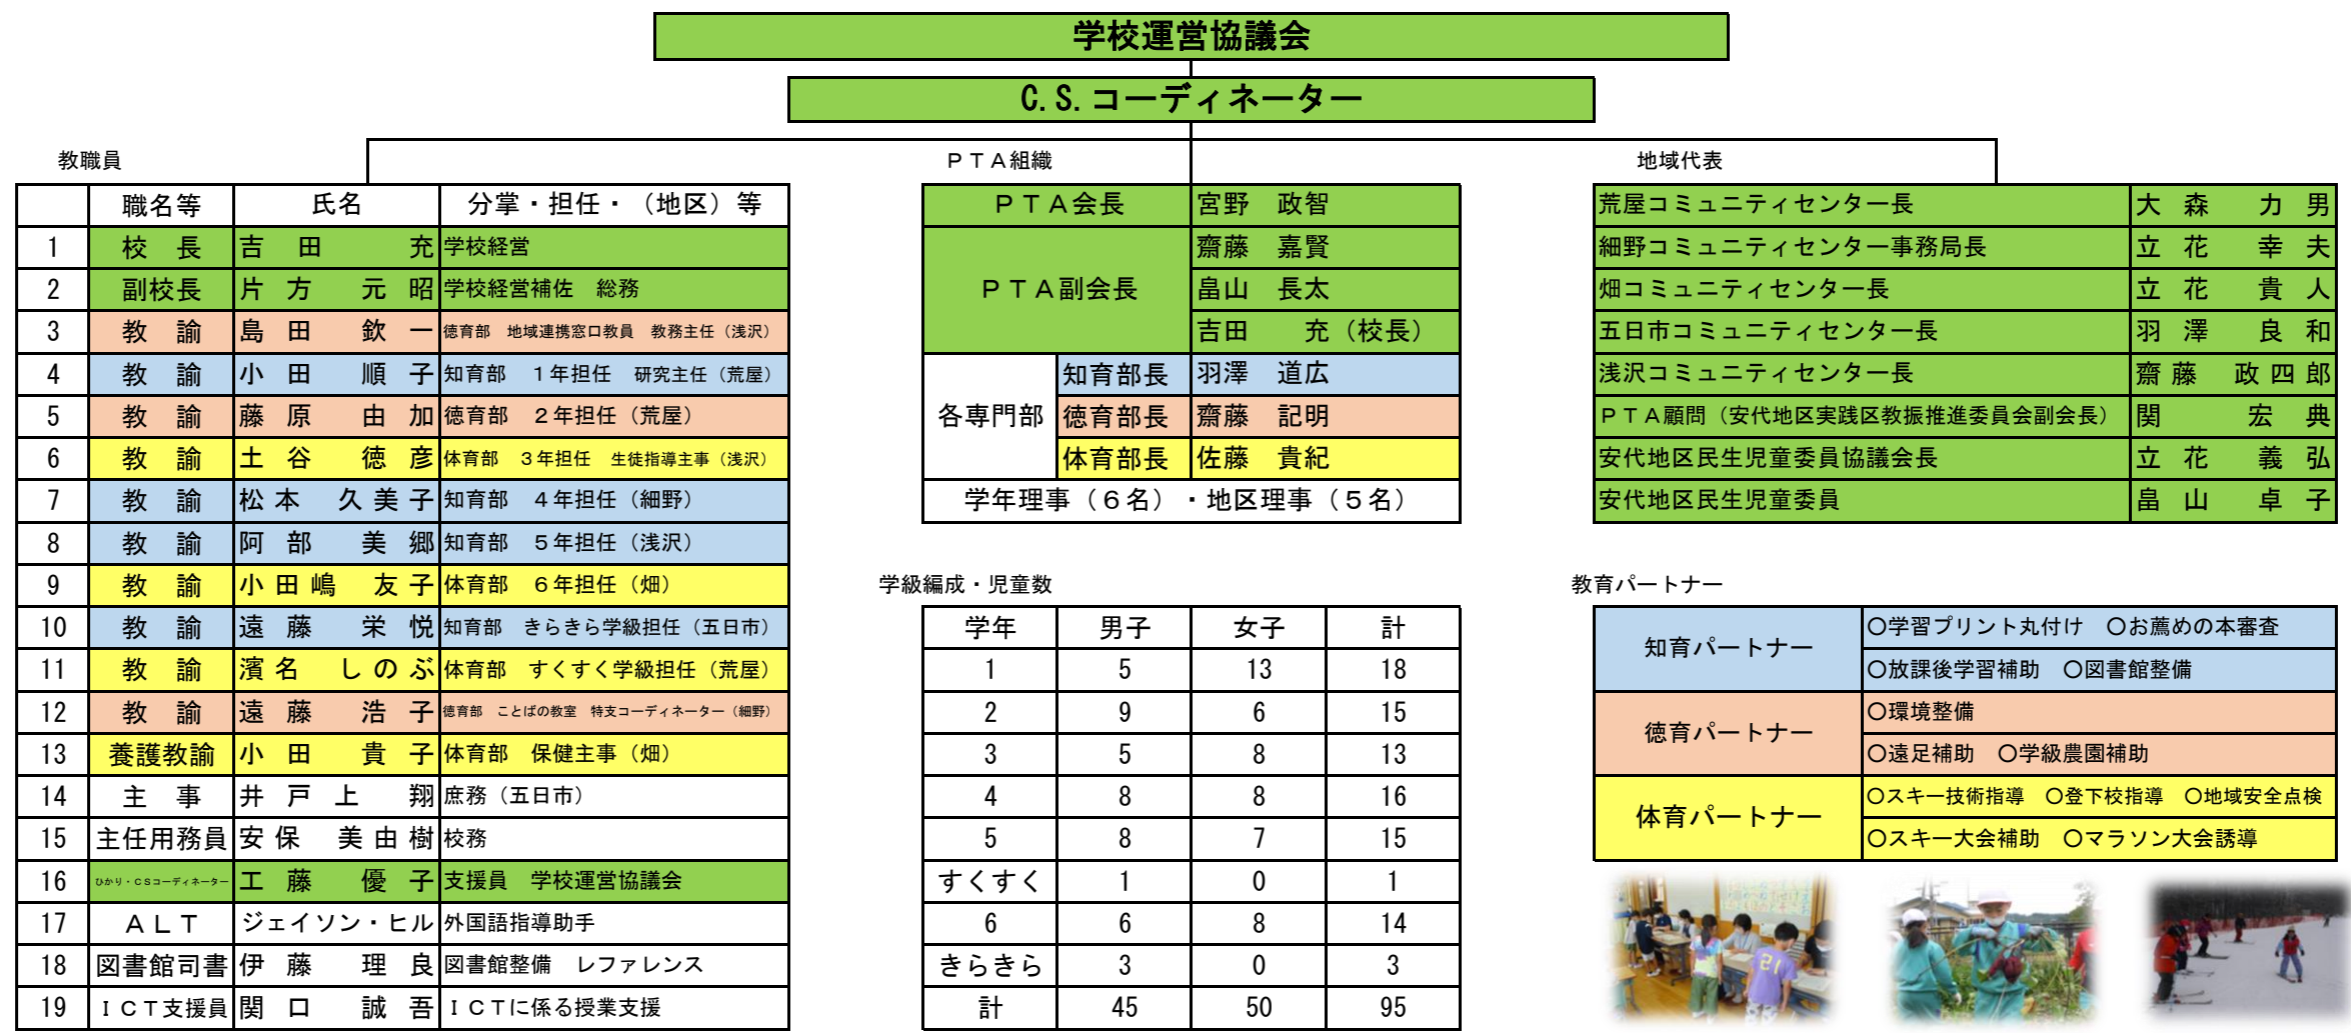 学校運営協議会
C.S.コーディネーター
教職員
職名等 氏名 分掌・担任・（地区）等
1 校長 吉田 充 学校経営
2 副校長 片方 元昭 学校経営補佐 総務
3 教諭 島田 欽一 徳育部 地域連携窓口教員 教務主任（浅沢）
4 教諭 小田 順子 知育部 １年担任 研究主任（荒屋）
5 教諭 藤原 由加 徳育部 ２年担任（荒屋）
6 教諭 土谷 徳彦 体育部 ３年担任 生徒指導主事（浅沢）
7 教諭 松本 久美子 知育部 ４年担任（細野）
8 教諭 阿部 美郷 知育部 ５年担任（浅沢）
9 教諭 小田嶋 友子 体育部 ６年担任（畑）
10 教諭 遠藤 栄悦 知育部 きらきら学級担任（五日市）
11 教諭 濱名 しのぶ 体育部 すくすく学級担任（荒屋）
12 教諭 遠藤 浩子 徳育部 ことばの教室 特支コーディネーター（細野）
13 養護教諭 小田 貴子 体育部 保健主事（畑）
14 主事 井戸上 翔 庶務（五日市）
15 主任用務員 安保 美由樹 校務
16 ひかり・ＣＳコーディネーター 工藤 優子 支援員 学校運営協議会
17 ＡＬＴ ジェイソン・ヒル 外国語指導助手
18 図書館司書 伊藤 理良 図書館整備 レファレンス
19 ＩＣＴ支援員 関口 誠吾 ＩＣＴに係る授業支援
ＰＴＡ組織
ＰＴＡ会長 宮野 政智
ＰＴＡ副会長 齋藤 嘉賢
畠山 長太
吉田 充（校長）
各専門部 知育部長 羽澤 道広
徳育部長 齋藤 記明
体育部長 佐藤 貴紀
学年理事（６名）・地区理事（５名）
地域代表
荒屋コミュニティセンター長 大森 力男
細野コミュニティセンター事務局長 立花 幸夫
畑コミュニティセンター長 立花 貴人
五日市コミュニティセンター長 羽澤 良和
浅沢コミュニティセンター長 齋藤 政四郎
ＰＴＡ顧問（安代地区実践区教振推進委員会副会長） 関 宏典
安代地区民生児童委員協議会長 立花 義弘
安代地区民生児童委員 畠山 卓子
学級編成・児童数
学年 男子 女子 計
1 5 13 18
2 9 6 15
3 5 8 13
4 8 8 16
5 8 7 15
すくすく 1 0 1
6 6 8 14
きらきら 3 0 3
計 45 50 95
教育パートナー
知育パートナー ○学習プリント丸付け ○お薦めの本審査
○放課後学習補助 ○図書館整備
徳育パートナー ○環境整備
○遠足補助 ○学級農園補助
体育パートナー ○スキー技術指導 ○登下校指導 ○地域安全点検
○スキー大会補助 ○マラソン大会誘導
21